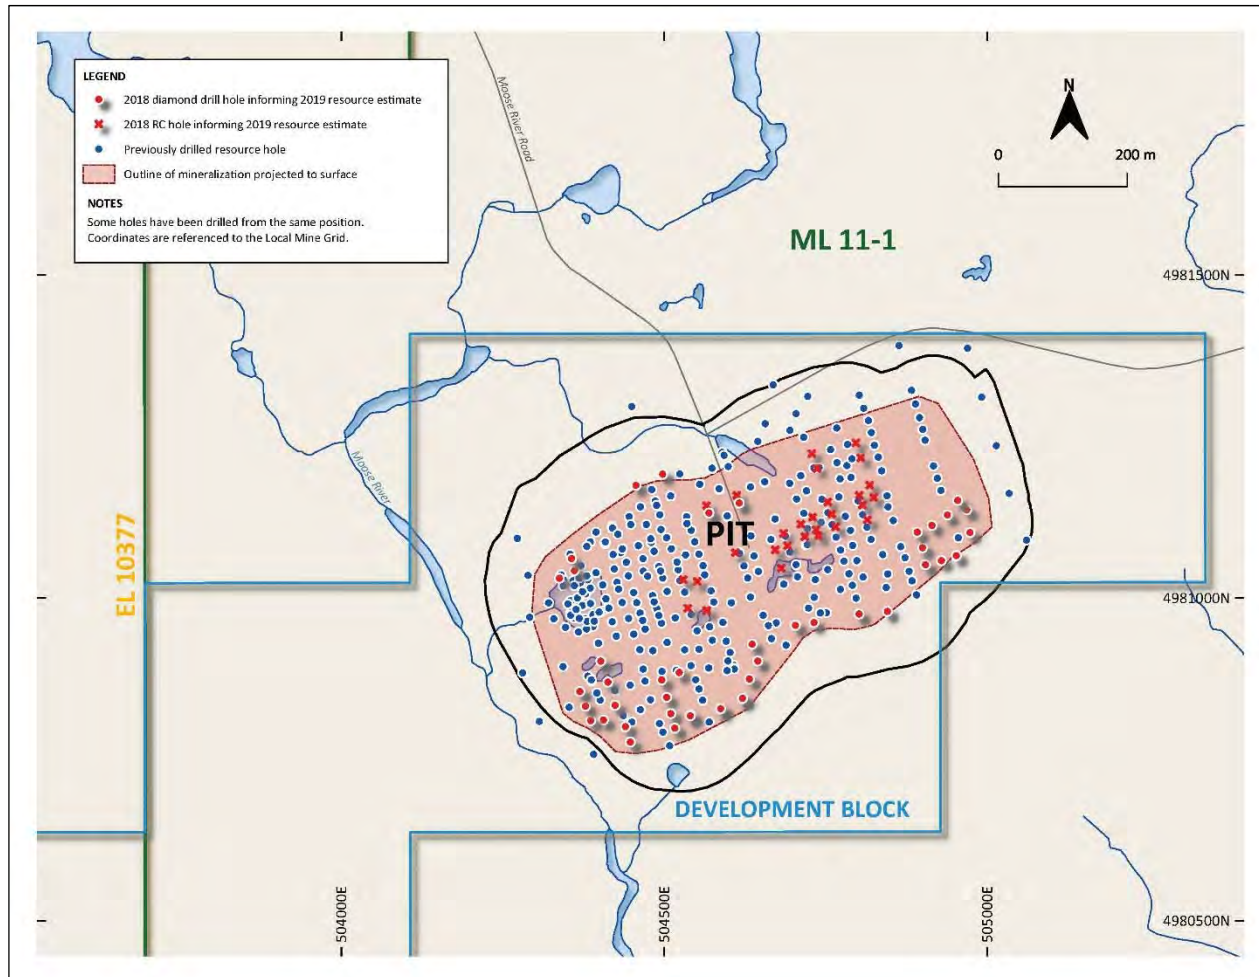 LEGEND
2018 diamond drill hole informing 2019 resource estimate
2018 RC hole informing 2019 resource estimate
Previously drilled resource hole
Outline of mineralization projected to surface
NOTES
Some holes have been drilled from the same position.
Coordinates are referenced to the Local Mine Grid.
Moose River Road
N
0 200 m
ML 11-1
4981500N
Moose River
EL 10377
PIT
4981000N
DEVELOPMENT BLOCK
504000E
504500E
505000E
4980500N